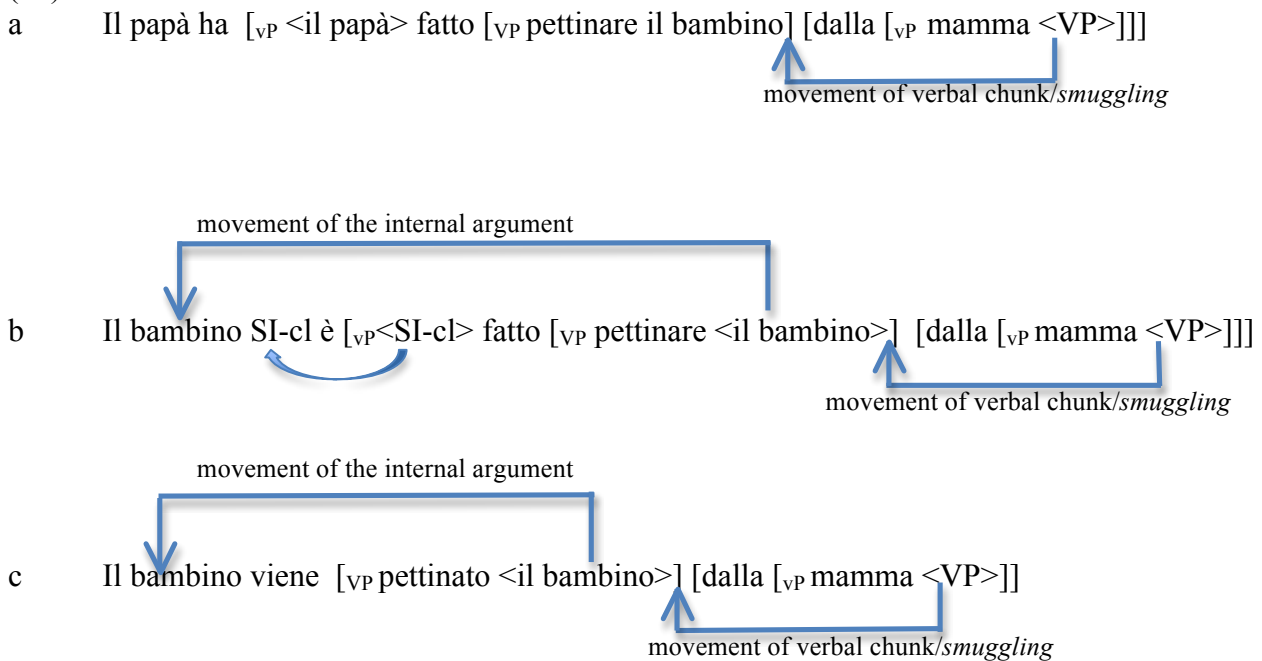 a Il papà ha [vP <il papà> fatto [VP pettinare il bambino] [dalla [vP mamma <VP>]]]
movement of verbal chunk/smuggling
movement of the internal argument
b Il bambino SI-cl è [vP<SI-cl> fatto [VP pettinare <il bambino>] [dalla [vP mamma <VP>]]]
movement of verbal chunk/smuggling
movement of the internal argument
c Il bambino viene [VP pettinato <il bambino>] [dalla [vP mamma <VP>]]
movement of verbal chunk/smuggling